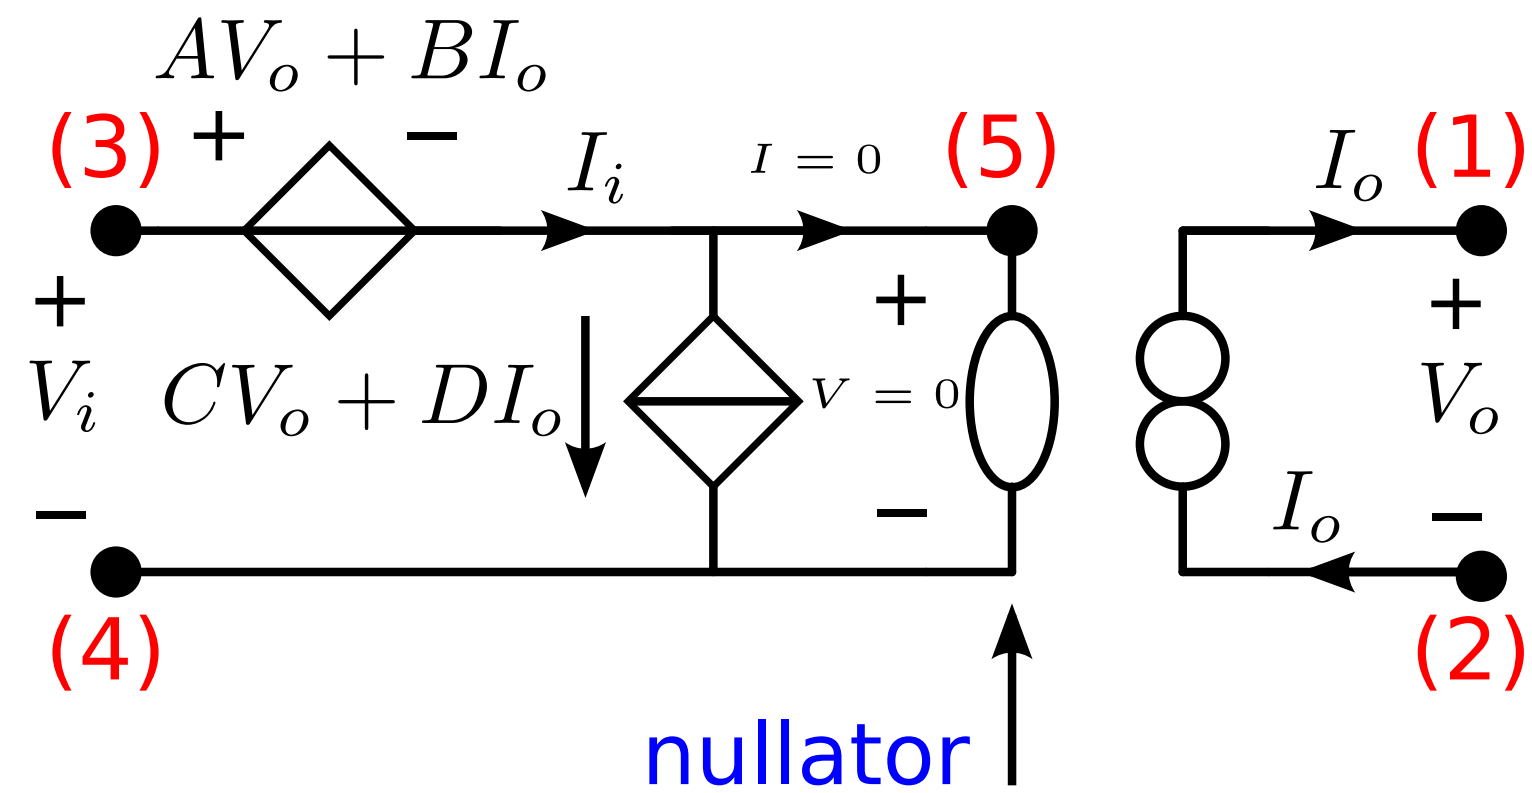 AV_o + BI_o
(3) + −
I_i
I = 0
(5)
I_o (1)
+
V_i
−
CV_o + DI_o
+
V = 0
−
+
V_o
−
I_o
(4)
(2)
nullator